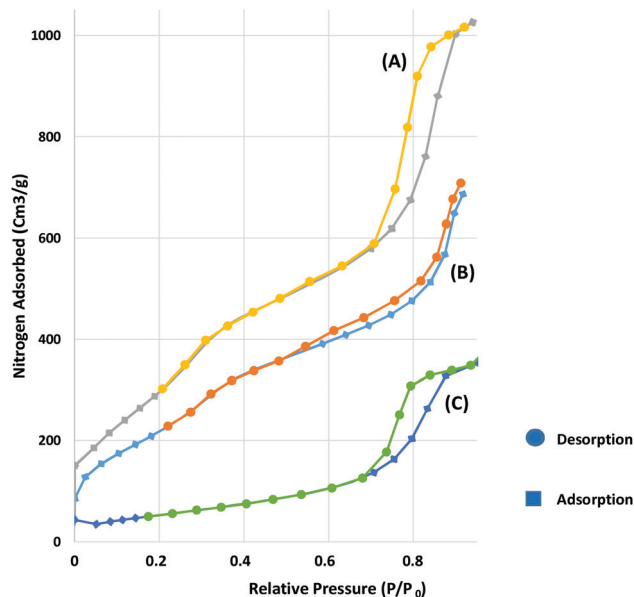 1000
800
600
400
200
0
Nitrogen Adsorbed (Cm3/g)
(A)
(B)
(C)
0
0.2
0.4
0.6
0.8
Relative Pressure (P/P₀)
Desorption
Adsorption